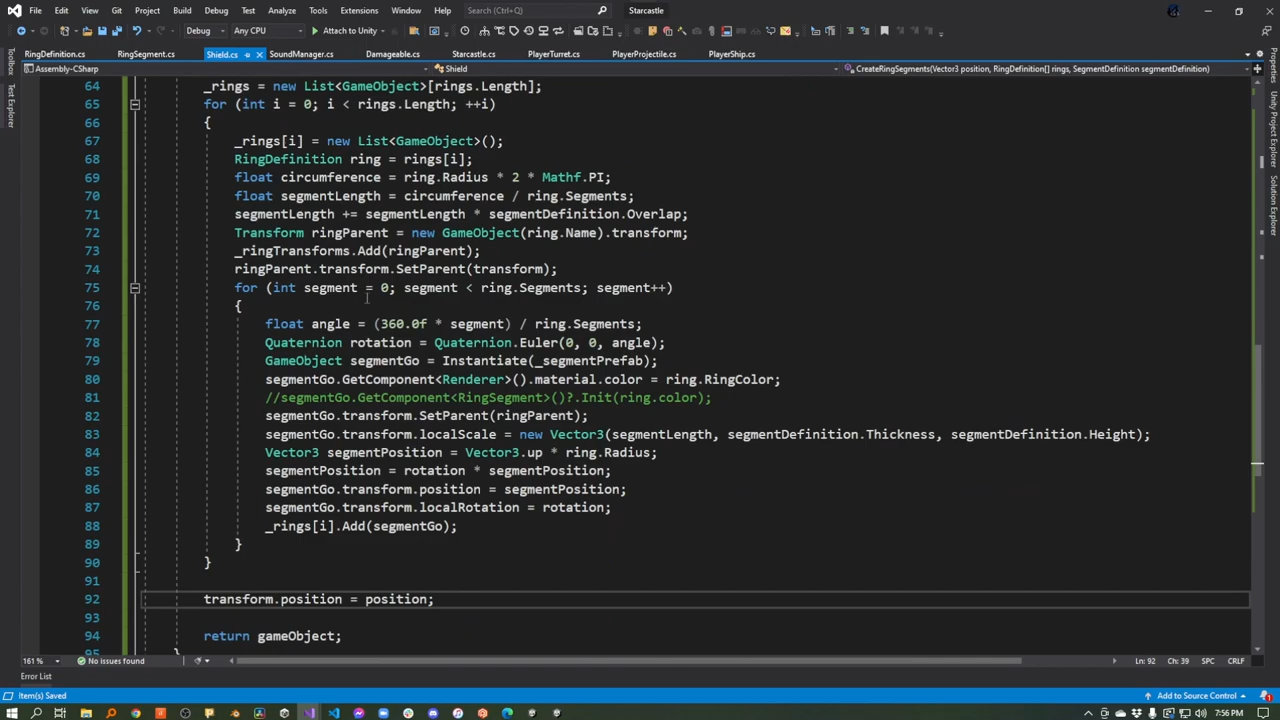 File Edit View Git Project Build Debug Test Analyze Tools Extensions Window Help Search (Ctrl+Q) Starcastle
Debug Any CPU Attach to Unity
RingDefinition.cs RingSegment.cs Shield.cs SoundManager.cs Damageable.cs Starcastle.cs PlayerTurret.cs PlayerProjectile.cs PlayerShip.cs
Assembly-CSharp Shield CreateRingSegments(Vector3 position, RingDefinition[] rings, SegmentDefinition segmentDefinition)
64 _rings = new List<GameObject>[rings.Length];
65 for (int i = 0; i < rings.Length; ++i)
66 {
67 _rings[i] = new List<GameObject>();
68 RingDefinition ring = rings[i];
69 float circumference = ring.Radius * 2 * Mathf.PI;
70 float segmentLength = circumference / ring.Segments;
71 segmentLength += segmentLength * segmentDefinition.Overlap;
72 Transform ringParent = new GameObject(ring.Name).transform;
73 _ringTransforms.Add(ringParent);
74 ringParent.transform.SetParent(transform);
75 for (int segment = 0; segment < ring.Segments; segment++)
76 {
77 float angle = (360.0f * segment) / ring.Segments;
78 Quaternion rotation = Quaternion.Euler(0, 0, angle);
79 GameObject segmentGo = Instantiate(_segmentPrefab);
80 segmentGo.GetComponent<Renderer>().material.color = ring.RingColor;
81 //segmentGo.GetComponent<RingSegment>()?.Init(ring.color);
82 segmentGo.transform.SetParent(ringParent);
83 segmentGo.transform.localScale = new Vector3(segmentLength, segmentDefinition.Thickness, segmentDefinition.Height);
84 Vector3 segmentPosition = Vector3.up * ring.Radius;
85 segmentPosition = rotation * segmentPosition;
86 segmentGo.transform.position = segmentPosition;
87 segmentGo.transform.localRotation = rotation;
88 _rings[i].Add(segmentGo);
89 }
90 }
91
92 transform.position = position;
93
94 return gameObject;
95 }
161 % No issues found Ln: 92 Ch: 39 SPC CRLF
Error List
Item(s) Saved Add to Source Control
7:56 PM
Toolbox
Test Explorer
Properties
Unity Project Explorer
Solution Explorer